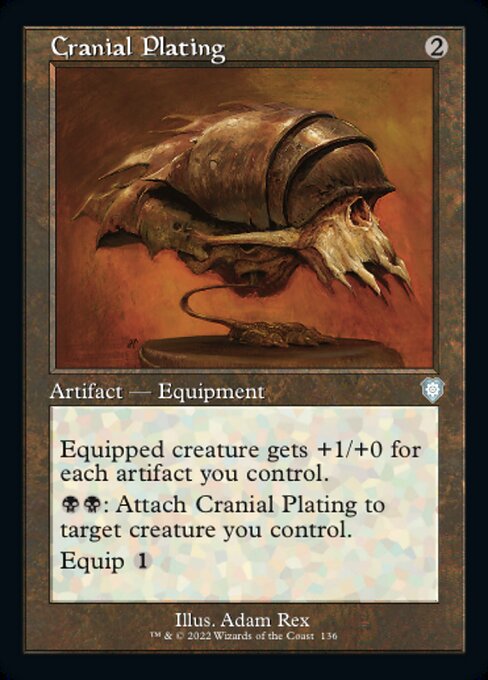 Cranial Plating 2
Artifact — Equipment
Equipped creature gets +1/+0 for
each artifact you control.
: Attach Cranial Plating to
target creature you control.
Equip 1
Illus. Adam Rex
™ & © 2022 Wizards of the Coast 136